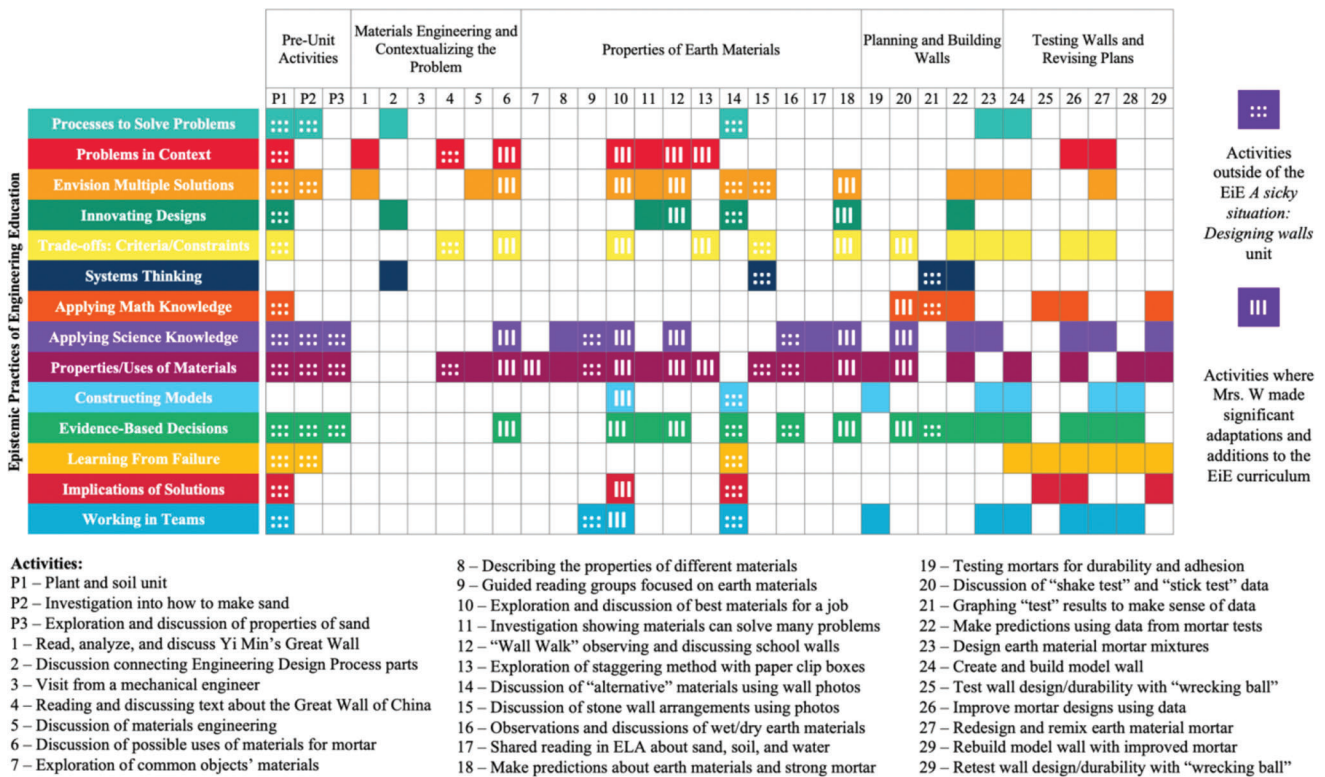 Pre-Unit
Activities
Materials Engineering and
Contextualizing the
Problem
Properties of Earth Materials
Planning and Building
Walls
Testing Walls and
Revising Plans
P1 P2 P3 1 2 3 4 5 6 7 8 9 10 11 12 13 14 15 16 17 18 19 20 21 22 23 24 25 26 27 28 29
Epistemic Practices of Engineering Education
Processes to Solve Problems
Problems in Context
Envision Multiple Solutions
Innovating Designs
Trade-offs: Criteria/Constraints
Systems Thinking
Applying Math Knowledge
Applying Science Knowledge
Properties/Uses of Materials
Constructing Models
Evidence-Based Decisions
Learning From Failure
Implications of Solutions
Working in Teams
Activities
outside of the
EiE A sicky
situation:
Designing walls
unit
Activities where
Mrs. W made
significant
adaptations and
additions to the
EiE curriculum
Activities:
P1 – Plant and soil unit
P2 – Investigation into how to make sand
P3 – Exploration and discussion of properties of sand
1 – Read, analyze, and discuss Yi Min's Great Wall
2 – Discussion connecting Engineering Design Process parts
3 – Visit from a mechanical engineer
4 – Reading and discussing text about the Great Wall of China
5 – Discussion of materials engineering
6 – Discussion of possible uses of materials for mortar
7 – Exploration of common objects' materials
8 – Describing the properties of different materials
9 – Guided reading groups focused on earth materials
10 – Exploration and discussion of best materials for a job
11 – Investigation showing materials can solve many problems
12 – "Wall Walk" observing and discussing school walls
13 – Exploration of staggering method with paper clip boxes
14 – Discussion of "alternative" materials using wall photos
15 – Discussion of stone wall arrangements using photos
16 – Observations and discussions of wet/dry earth materials
17 – Shared reading in ELA about sand, soil, and water
18 – Make predictions about earth materials and strong mortar
19 – Testing mortars for durability and adhesion
20 – Discussion of "shake test" and "stick test" data
21 – Graphing "test" results to make sense of data
22 – Make predictions using data from mortar tests
23 – Design earth material mortar mixtures
24 – Create and build model wall
25 – Test wall design/durability with "wrecking ball"
26 – Improve mortar designs using data
27 – Redesign and remix earth material mortar
29 – Rebuild model wall with improved mortar
29 – Retest wall design/durability with "wrecking ball"